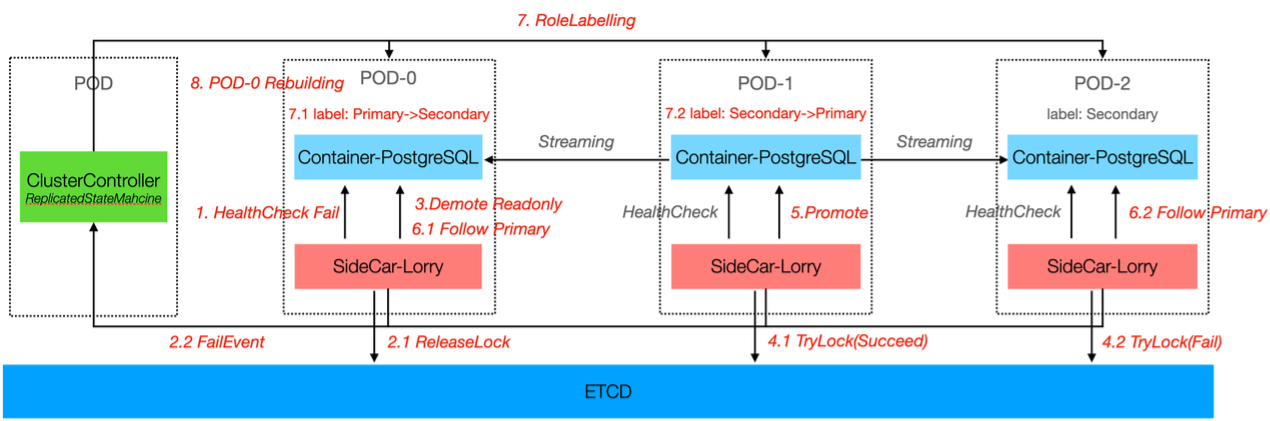 7. RoleLabelling
POD
8. POD-0 Rebuilding
POD-0
POD-1
POD-2
7.1 label: Primary->Secondary
7.2 label: Secondary->Primary
label: Secondary
Container-PostgreSQL
Streaming
Container-PostgreSQL
Streaming
Container-PostgreSQL
ClusterController
ReplicatedStateMahcine
1. HealthCheck Fail
3.Demote Readonly
6.1 Follow Primary
HealthCheck
5.Promote
HealthCheck
6.2 Follow Primary
SideCar-Lorry
SideCar-Lorry
SideCar-Lorry
2.2 FailEvent
2.1 ReleaseLock
4.1 TryLock(Succeed)
4.2 TryLock(Fail)
ETCD